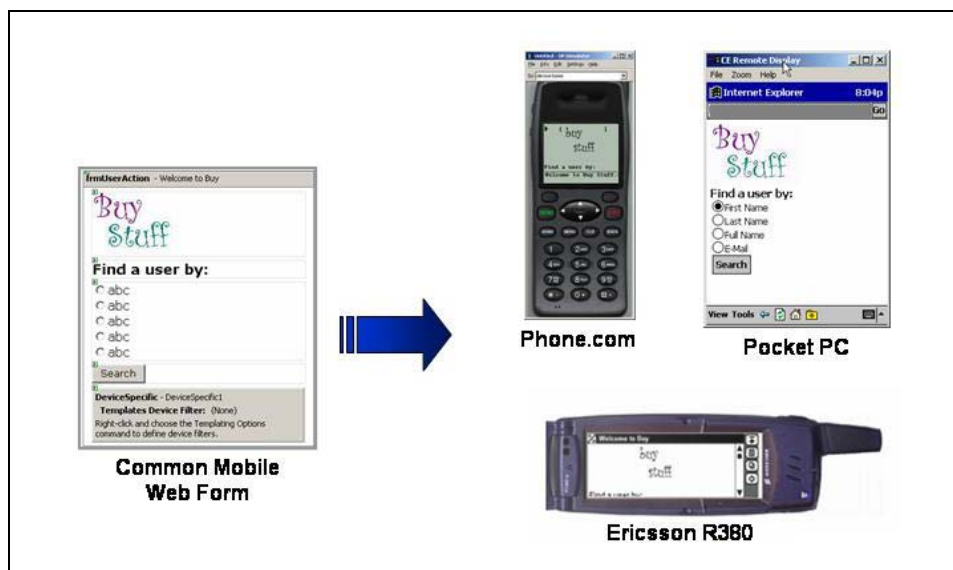 frmUserAction - Welcome to Buy
Buy
Stuff
Find a user by:
abc
abc
abc
abc
abc
Search
DeviceSpecific - DeviceSpecific1
Templates Device Filter: (None)
Right-click and choose the Templating Options
command to define device filters.
Common Mobile
Web Form
File Edit Settings Help
buy
stuff
Find a user by:
Welcome to Buy Stuff
Phone.com
CE Remote Display
File Zoom Help
Internet Explorer 8:04p
Go
Buy
Stuff
Find a user by:
First Name
Last Name
Full Name
E-Mail
Search
View Tools
Pocket PC
Welcome to Buy
buy
stuff
Find a user by:
Ericsson R380